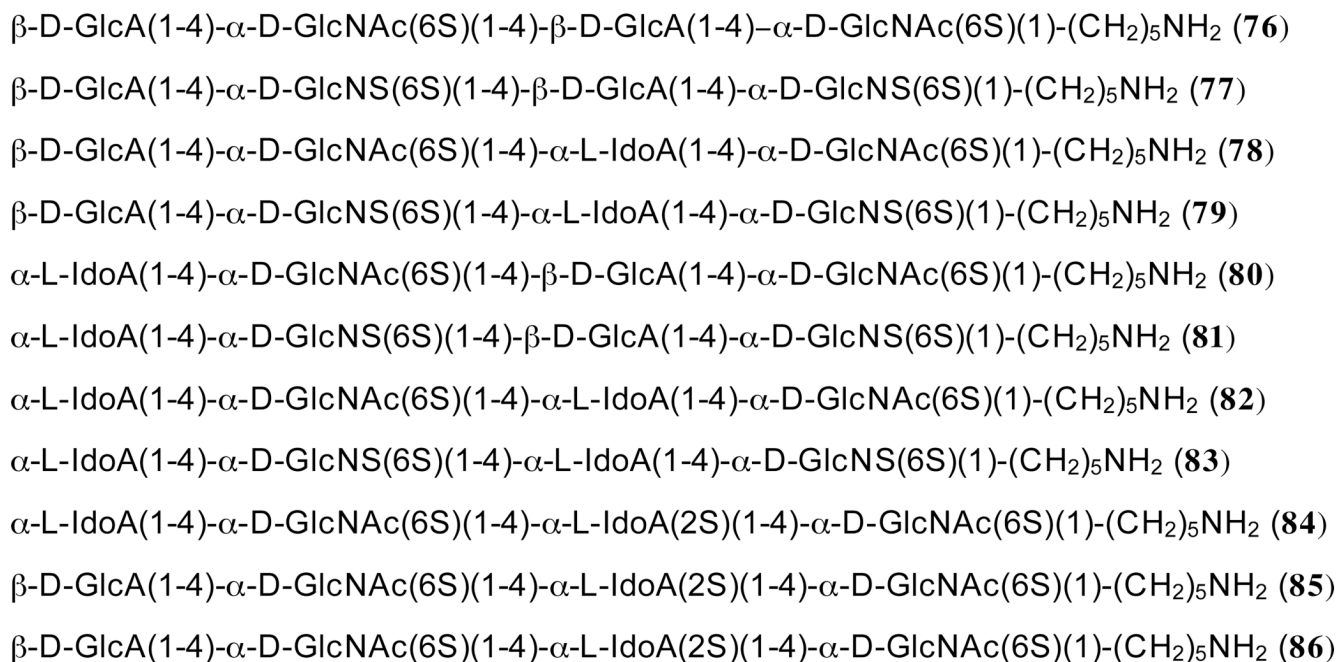 β-D-GlcA(1-4)-α-D-GlcNAc(6S)(1-4)-β-D-GlcA(1-4)–α-D-GlcNAc(6S)(1)-(CH₂)₅NH₂ (76)
β-D-GlcA(1-4)-α-D-GlcNS(6S)(1-4)-β-D-GlcA(1-4)-α-D-GlcNS(6S)(1)-(CH₂)₅NH₂ (77)
β-D-GlcA(1-4)-α-D-GlcNAc(6S)(1-4)-α-L-IdoA(1-4)-α-D-GlcNAc(6S)(1)-(CH₂)₅NH₂ (78)
β-D-GlcA(1-4)-α-D-GlcNS(6S)(1-4)-α-L-IdoA(1-4)-α-D-GlcNS(6S)(1)-(CH₂)₅NH₂ (79)
α-L-IdoA(1-4)-α-D-GlcNAc(6S)(1-4)-β-D-GlcA(1-4)-α-D-GlcNAc(6S)(1)-(CH₂)₅NH₂ (80)
α-L-IdoA(1-4)-α-D-GlcNS(6S)(1-4)-β-D-GlcA(1-4)-α-D-GlcNS(6S)(1)-(CH₂)₅NH₂ (81)
α-L-IdoA(1-4)-α-D-GlcNAc(6S)(1-4)-α-L-IdoA(1-4)-α-D-GlcNAc(6S)(1)-(CH₂)₅NH₂ (82)
α-L-IdoA(1-4)-α-D-GlcNS(6S)(1-4)-α-L-IdoA(1-4)-α-D-GlcNS(6S)(1)-(CH₂)₅NH₂ (83)
α-L-IdoA(1-4)-α-D-GlcNAc(6S)(1-4)-α-L-IdoA(2S)(1-4)-α-D-GlcNAc(6S)(1)-(CH₂)₅NH₂ (84)
β-D-GlcA(1-4)-α-D-GlcNAc(6S)(1-4)-α-L-IdoA(2S)(1-4)-α-D-GlcNAc(6S)(1)-(CH₂)₅NH₂ (85)
β-D-GlcA(1-4)-α-D-GlcNAc(6S)(1-4)-α-L-IdoA(2S)(1-4)-α-D-GlcNAc(6S)(1)-(CH₂)₅NH₂ (86)